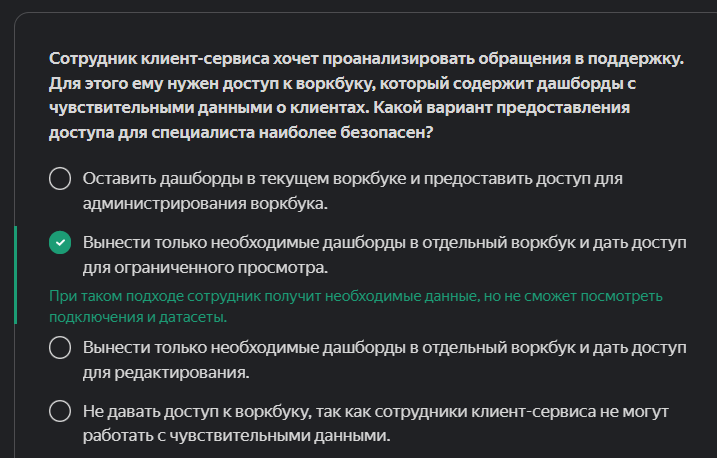 Сотрудник клиент-сервиса хочет проанализировать обращения в поддержку.
Для этого ему нужен доступ к воркбуку, который содержит дашборды с
чувствительными данными о клиентах. Какой вариант предоставления
доступа для специалиста наиболее безопасен?
Оставить дашборды в текущем воркбуке и предоставить доступ для
администрирования воркбука.
Вынести только необходимые дашборды в отдельный воркбук и дать доступ
для ограниченного просмотра.
При таком подходе сотрудник получит необходимые данные, но не сможет посмотреть
подключения и датасеты.
Вынести только необходимые дашборды в отдельный воркбук и дать доступ
для редактирования.
Не давать доступ к воркбуку, так как сотрудники клиент-сервиса не могут
работать с чувствительными данными.